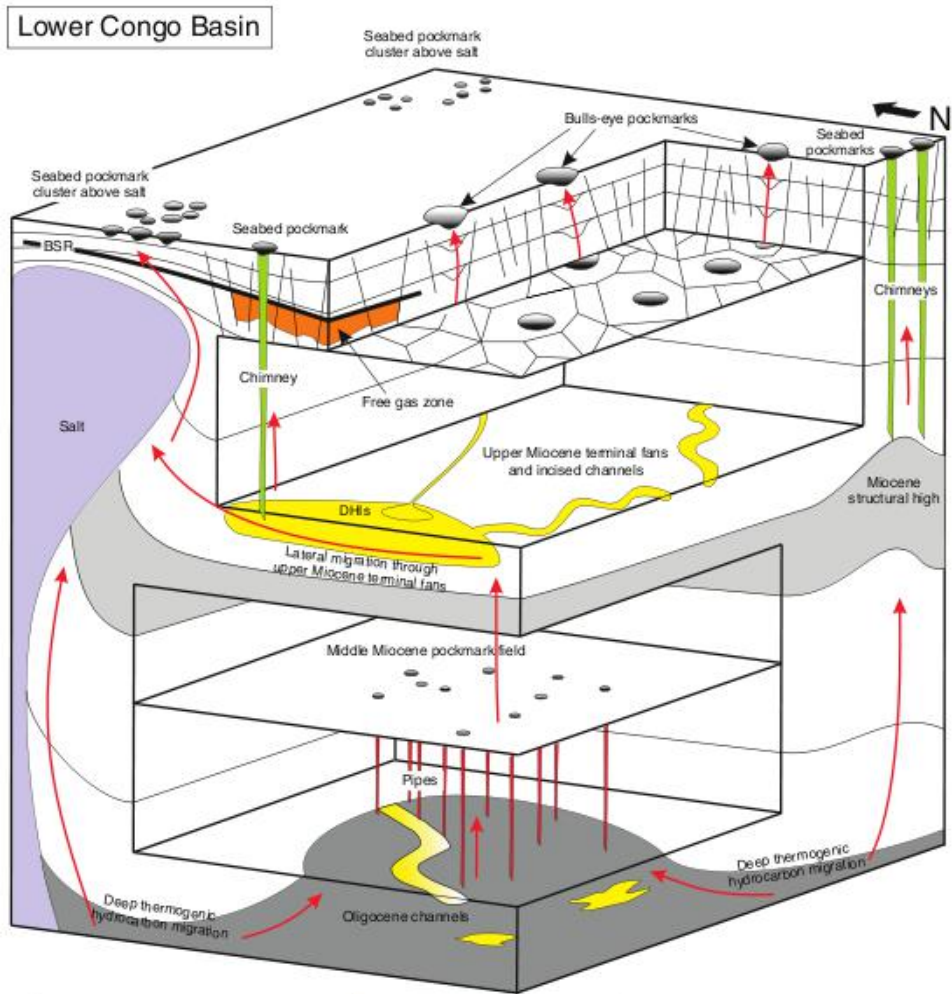 Lower Congo Basin
Seabed pockmark
cluster above salt
N
Bulls-eye pockmarks
Seabed
pockmarks
Seabed pockmark
cluster above salt
Seabed pockmark
BSR
Chimneys
Chimney
Free gas zone
Salt
Upper Miocene terminal fans
and incised channels
Miocene
structural high
DHIs
Lateral migration through
upper Miocene terminal fans
Middle Miocene pockmark field
Pipes
Deep thermogenic
hydrocarbon migration
Deep thermogenic
hydrocarbon migration
Oligocene channels